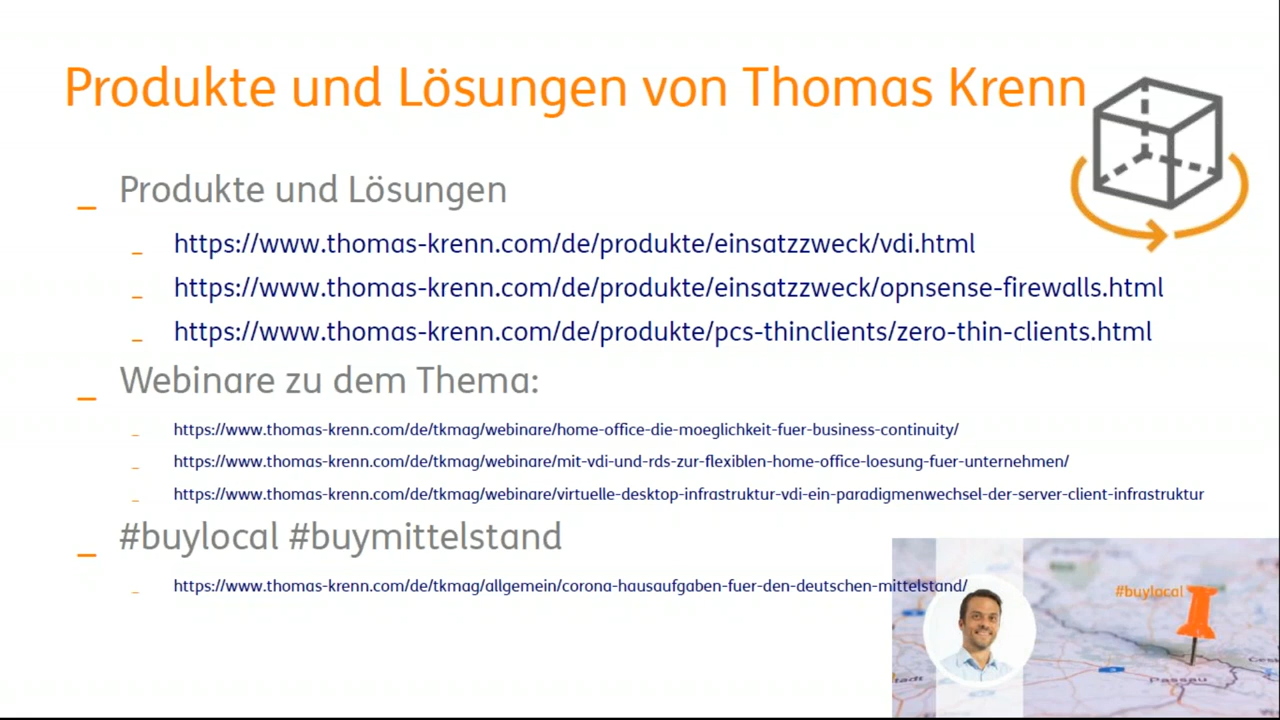 Produkte und Lösungen von Thomas Krenn
_ Produkte und Lösungen
_ https://www.thomas-krenn.com/de/produkte/einsatzzweck/vdi.html
_ https://www.thomas-krenn.com/de/produkte/einsatzzweck/opnsense-firewalls.html
_ https://www.thomas-krenn.com/de/produkte/pcs-thinclients/zero-thin-clients.html
_ Webinare zu dem Thema:
_ https://www.thomas-krenn.com/de/tkmag/webinare/home-office-die-moeglichkeit-fuer-business-continuity/
_ https://www.thomas-krenn.com/de/tkmag/webinare/mit-vdi-und-rds-zur-flexiblen-home-office-loesung-fuer-unternehmen/
_ https://www.thomas-krenn.com/de/tkmag/webinare/virtuelle-desktop-infrastruktur-vdi-ein-paradigmenwechsel-der-server-client-infrastruktur
_ #buylocal #buymittelstand
_ https://www.thomas-krenn.com/de/tkmag/allgemein/corona-hausaufgaben-fuer-den-deutschen-mittelstand/
#buylocal
Passau